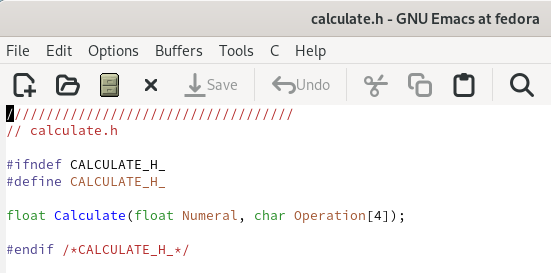 calculate.h - GNU Emacs at fedora
File Edit Options Buffers Tools C Help
Save Undo
////////////////////////////////////
// calculate.h
#ifndef CALCULATE_H_
#define CALCULATE_H_
float Calculate(float Numeral, char Operation[4]);
#endif /*CALCULATE_H_*/